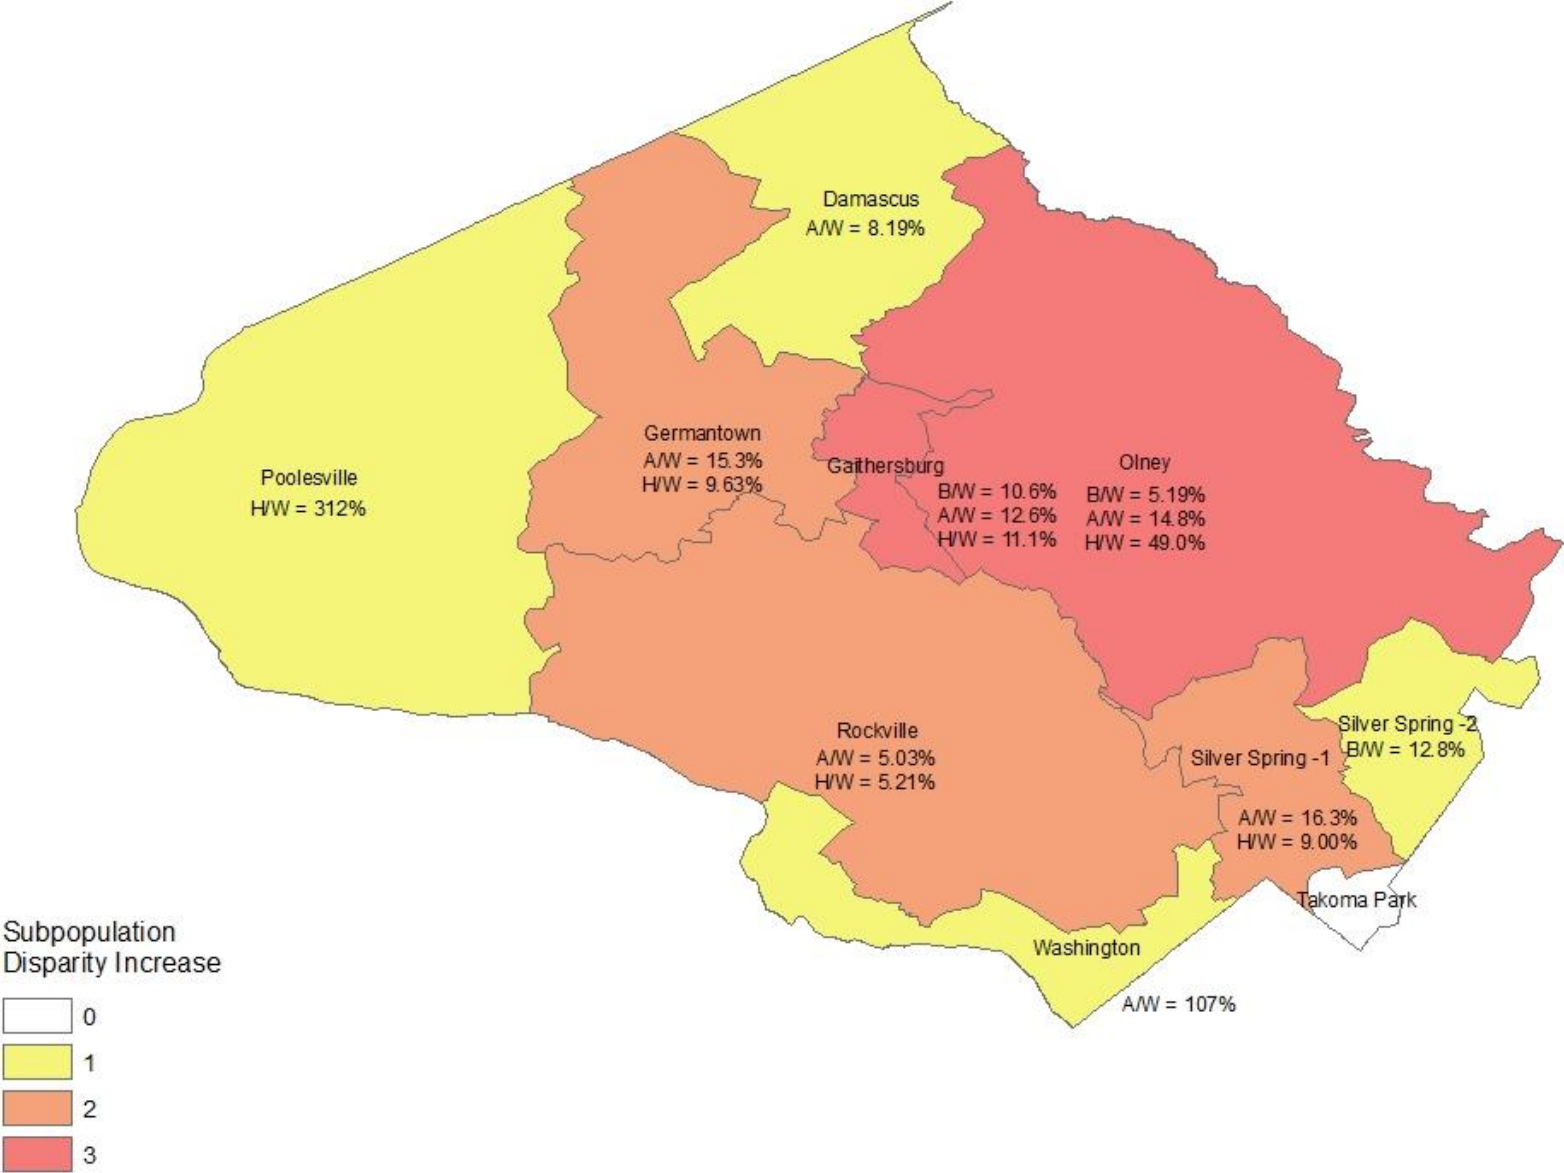 Damascus
A/W = 8.19%
Germantown
A/W = 15.3%
H/W = 9.63%
Poolesville
H/W = 312%
Gaithersburg
B/W = 10.6%
A/W = 12.6%
H/W = 11.1%
Olney
B/W = 5.19%
A/W = 14.8%
H/W = 49.0%
Rockville
A/W = 5.03%
H/W = 5.21%
Silver Spring -2
B/W = 12.8%
Silver Spring -1
A/W = 16.3%
H/W = 9.00%
Takoma Park
Washington
A/W = 107%
Subpopulation
Disparity Increase
0
1
2
3